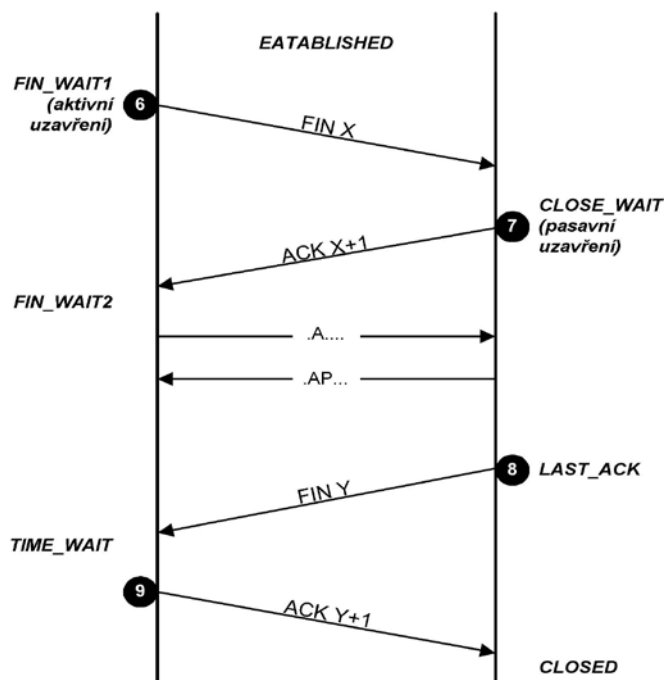 EATABLISHED
FIN_WAIT1
(aktivní
uzavření)
6
FIN X
CLOSE_WAIT
(pasavní
uzavření)
7
ACK X+1
FIN_WAIT2
.A....
.AP...
8
LAST_ACK
FIN Y
TIME_WAIT
9
ACK Y+1
CLOSED